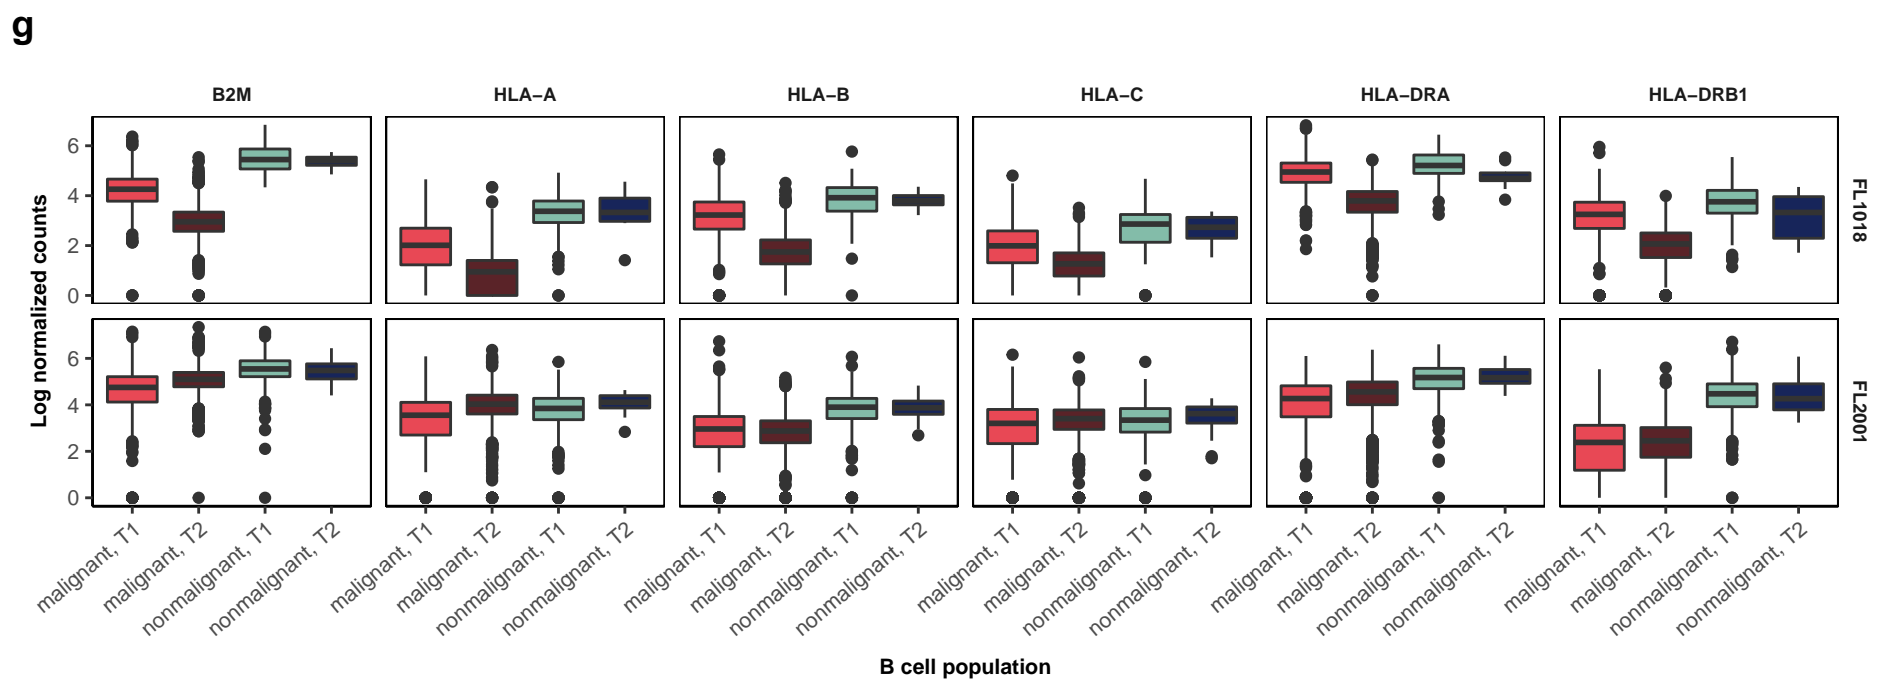 g
B2M
HLA−A
HLA−B
HLA−C
HLA−DRA
HLA−DRB1
Log normalized counts
6
4
2
0
FL1018
6
4
2
0
FL2001
malignant, T1
malignant, T2
nonmalignant, T1
nonmalignant, T2
malignant, T1
malignant, T2
nonmalignant, T1
nonmalignant, T2
malignant, T1
malignant, T2
nonmalignant, T1
nonmalignant, T2
malignant, T1
malignant, T2
nonmalignant, T1
nonmalignant, T2
malignant, T1
malignant, T2
nonmalignant, T1
nonmalignant, T2
malignant, T1
malignant, T2
nonmalignant, T1
nonmalignant, T2
B cell population